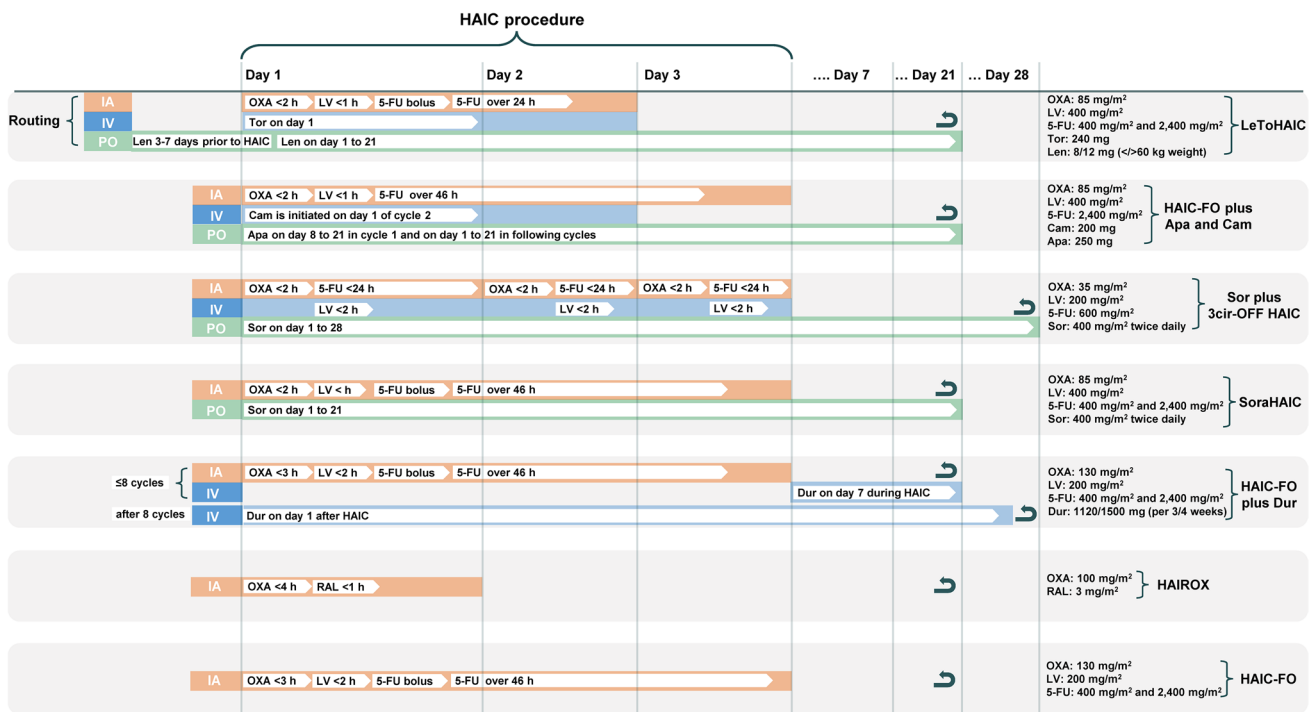 HAIC procedure
Day 1
Day 2
Day 3
.... Day 7
... Day 21
... Day 28
Routing
IA
OXA <2 h
LV <1 h
5-FU bolus
5-FU over 24 h
IV
Tor on day 1
PO
Len 3-7 days prior to HAIC
Len on day 1 to 21
OXA: 85 mg/m²
LV: 400 mg/m²
5-FU: 400 mg/m² and 2,400 mg/m²
Tor: 240 mg
Len: 8/12 mg (</>60 kg weight)
LeToHAIC
IA
OXA <2 h
LV <1 h
5-FU over 46 h
IV
Cam is initiated on day 1 of cycle 2
PO
Apa on day 8 to 21 in cycle 1 and on day 1 to 21 in following cycles
OXA: 85 mg/m²
LV: 400 mg/m²
5-FU: 2,400 mg/m²
Cam: 200 mg
Apa: 250 mg
HAIC-FO plus
Apa and Cam
IA
OXA <2 h
5-FU <24 h
OXA <2 h
5-FU <24 h
OXA <2 h
5-FU <24 h
IV
LV <2 h
LV <2 h
LV <2 h
PO
Sor on day 1 to 28
OXA: 35 mg/m²
LV: 200 mg/m²
5-FU: 600 mg/m²
Sor: 400 mg/m² twice daily
Sor plus
3cir-OFF HAIC
IA
OXA <2 h
LV < h
5-FU bolus
5-FU over 46 h
PO
Sor on day 1 to 21
OXA: 85 mg/m²
LV: 400 mg/m²
5-FU: 400 mg/m² and 2,400 mg/m²
Sor: 400 mg/m² twice daily
SoraHAIC
≤8 cycles
IA
OXA <3 h
LV <2 h
5-FU bolus
5-FU over 46 h
IV
Dur on day 7 during HAIC
after 8 cycles
IV
Dur on day 1 after HAIC
OXA: 130 mg/m²
LV: 200 mg/m²
5-FU: 400 mg/m² and 2,400 mg/m²
Dur: 1120/1500 mg (per 3/4 weeks)
HAIC-FO
plus Dur
IA
OXA <4 h
RAL <1 h
OXA: 100 mg/m²
RAL: 3 mg/m²
HAIROX
IA
OXA <3 h
LV <2 h
5-FU bolus
5-FU over 46 h
OXA: 130 mg/m²
LV: 200 mg/m²
5-FU: 400 mg/m² and 2,400 mg/m²
HAIC-FO